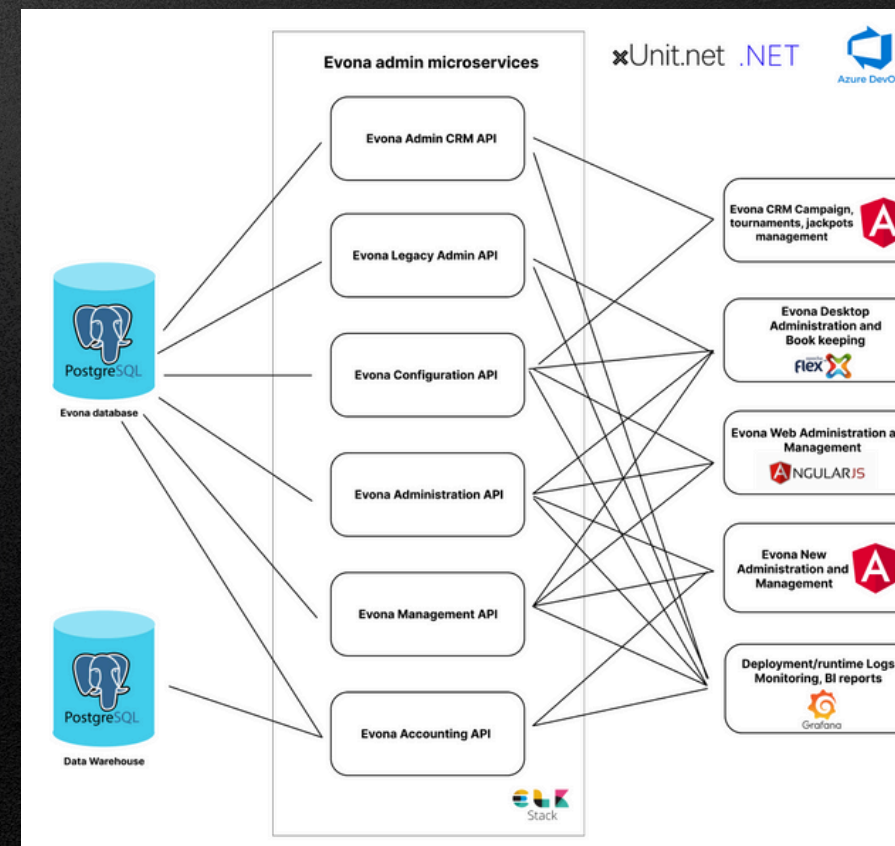 Evona admin microservices
xUnit.net .NET
Azure DevO
Evona Admin CRM API
Evona CRM Campaign,
tournaments, jackpots
management
Evona Legacy Admin API
PostgreSQL
Evona database
Evona Desktop
Administration and
Book keeping
apache
flex
Evona Configuration API
Evona Web Administration a
Management
ANGULARJS
Evona Administration API
Evona New
Administration and
Management
Evona Management API
PostgreSQL
Data Warehouse
Deployment/runtime Logs
Monitoring, BI reports
Grafana
Evona Accounting API
ELK
Stack